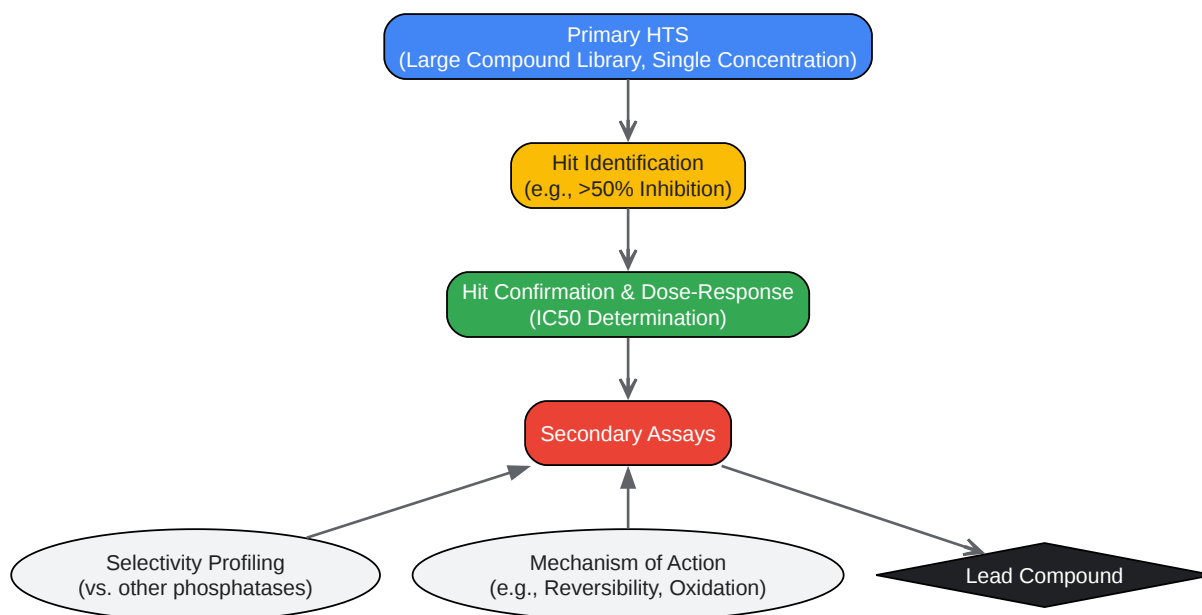 Primary HTS
(Large Compound Library, Single Concentration)
Hit Identification
(e.g., >50% Inhibition)
Hit Confirmation & Dose-Response
(IC50 Determination)
Secondary Assays
Selectivity Profiling
(vs. other phosphatases)
Mechanism of Action
(e.g., Reversibility, Oxidation)
Lead Compound